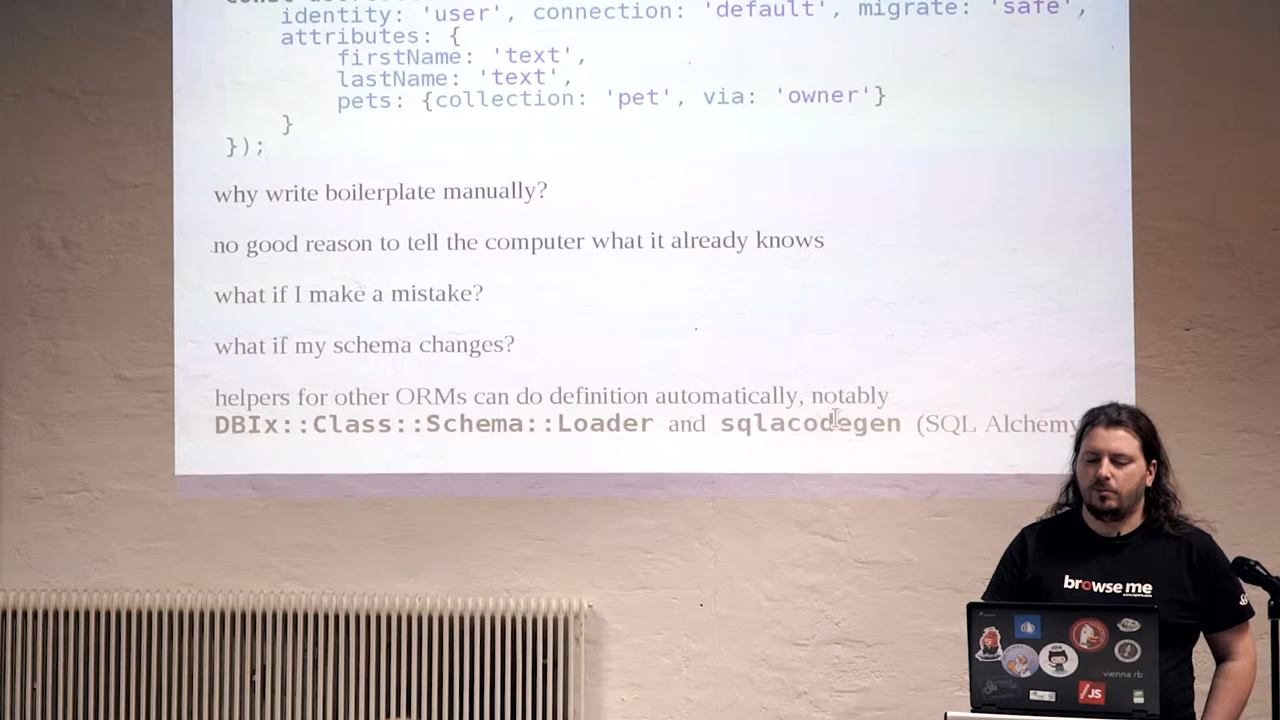 identity: 'user', connection: 'default', migrate: 'safe',
attributes: {
firstName: 'text',
lastName: 'text',
pets: {collection: 'pet', via: 'owner'}
}
});
why write boilerplate manually?
no good reason to tell the computer what it already knows
what if I make a mistake?
what if my schema changes?
helpers for other ORMs can do definition automatically, notably
DBIx::Class::Schema::Loader and sqlacodegen (SQL Alchemy
browse me
vienna rb
JS